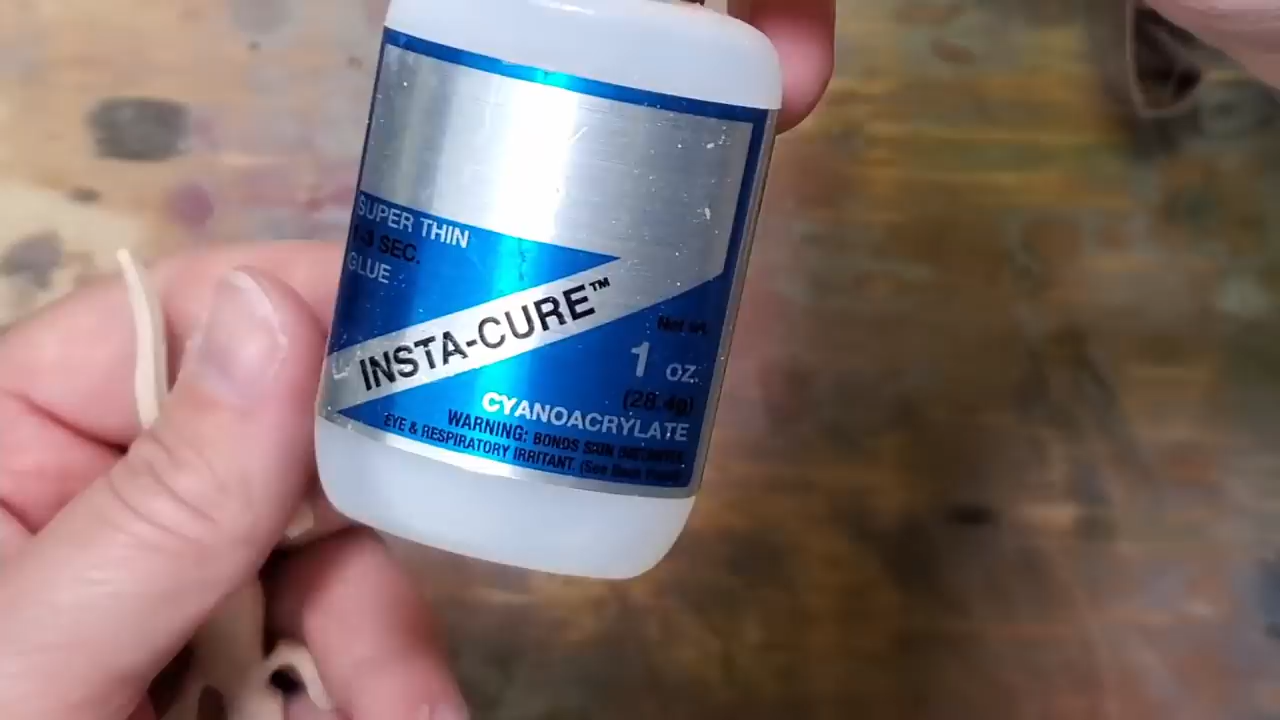 SUPER THIN
1-3 SEC.
GLUE
INSTA-CURE™
Net wt.
1 OZ.
(28.4g)
CYANOACRYLATE
WARNING: BONDS SKIN INSTANTLY.
EYE & RESPIRATORY IRRITANT. (See Back Panel)